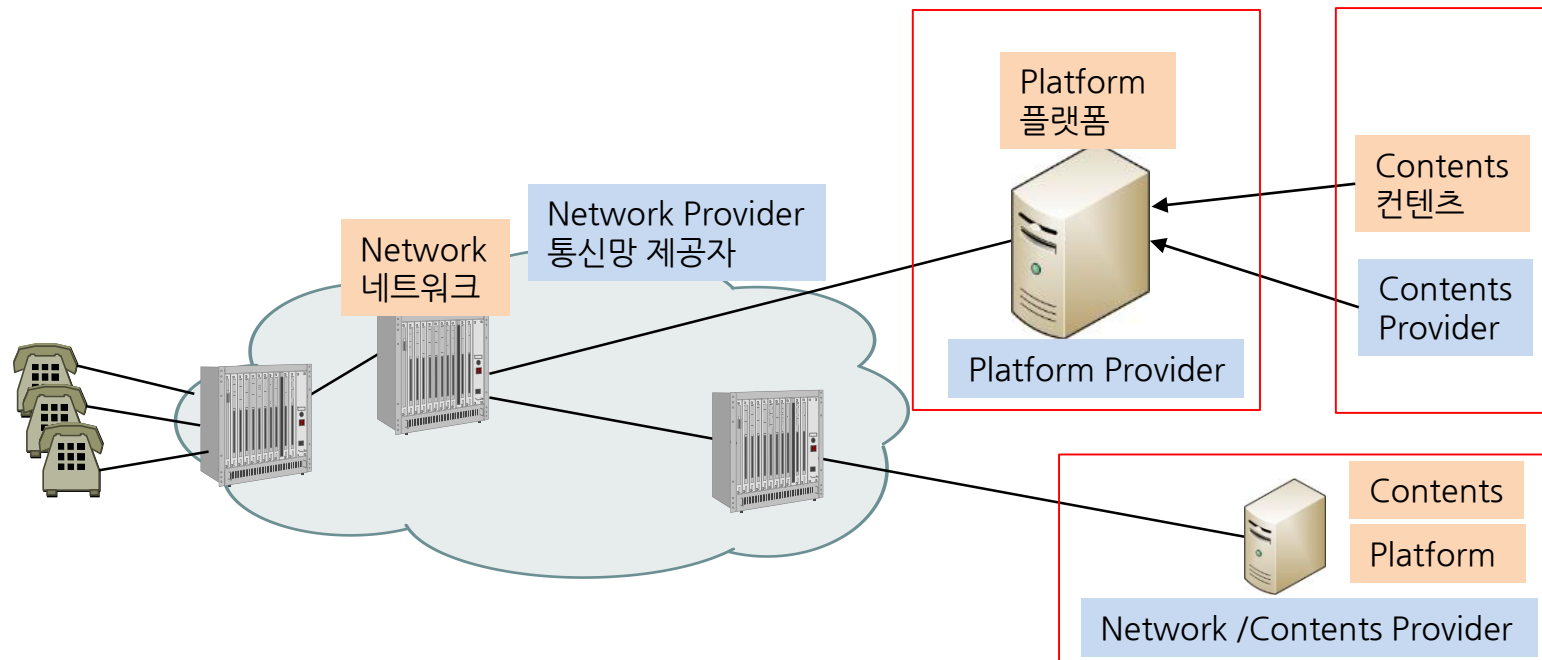 Platform
플랫폼
Contents
컨텐츠
Network Provider
통신망 제공자
Network
네트워크
Contents
Provider
Platform Provider
Contents
Platform
Network /Contents Provider